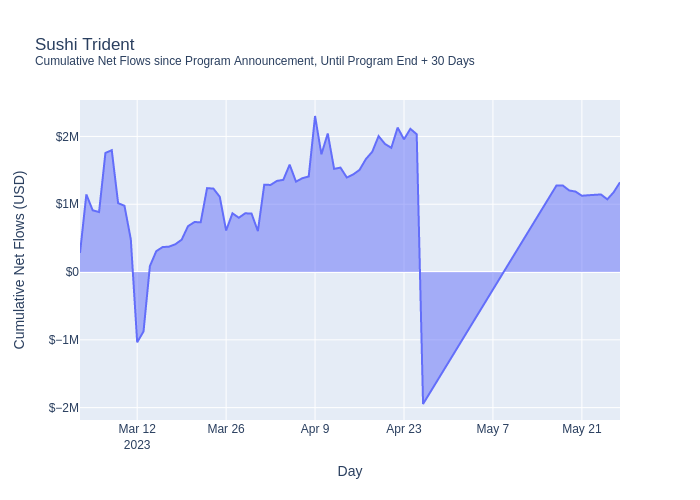 Sushi Trident
Cumulative Net Flows since Program Announcement, Until Program End + 30 Days
Cumulative Net Flows (USD)
$2M
$1M
$0
$−1M
$−2M
Mar 12
2023
Mar 26
Apr 9
Apr 23
May 7
May 21
Day